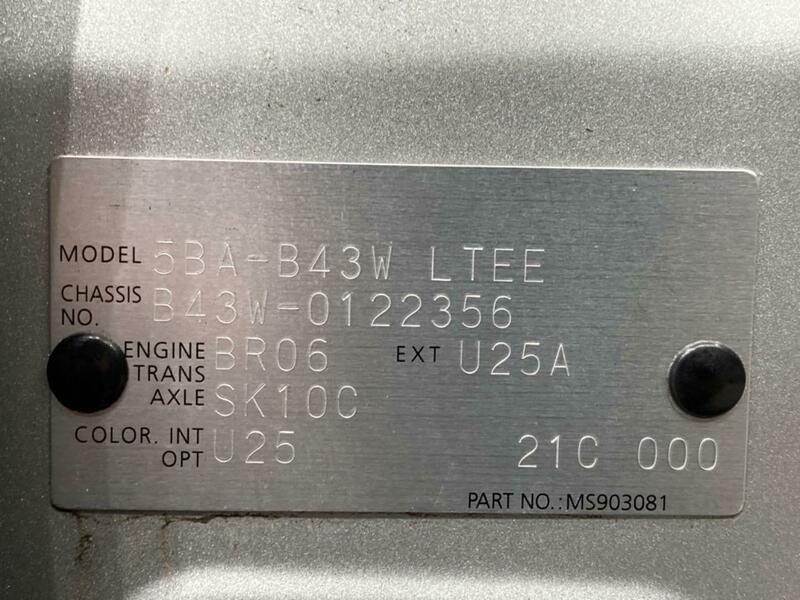 MODEL 5BA-B43W LTEE
CHASSIS NO. B43W-0122356
ENGINE BR06 EXT U25A
TRANS AXLE SK10C
COLOR. INT OPT U25 21C 000
PART NO.:MS903081